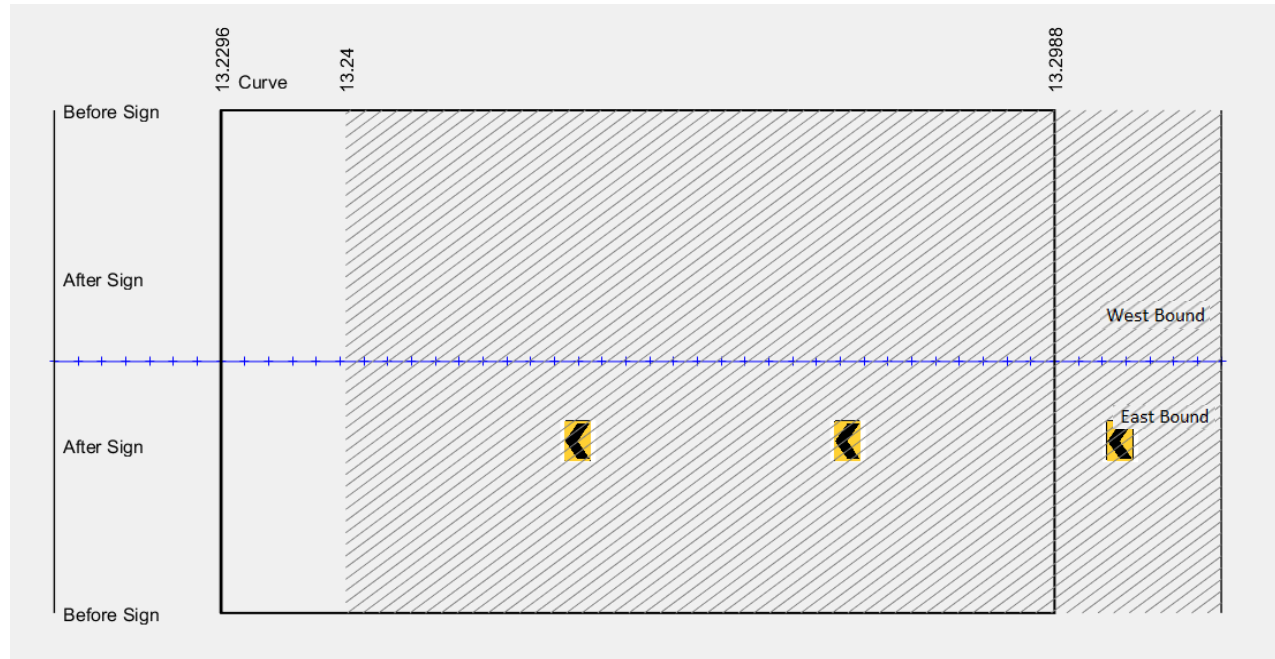 13.2296
13.24
13.2988
Curve
Before Sign
After Sign
West Bound
East Bound
After Sign
Before Sign